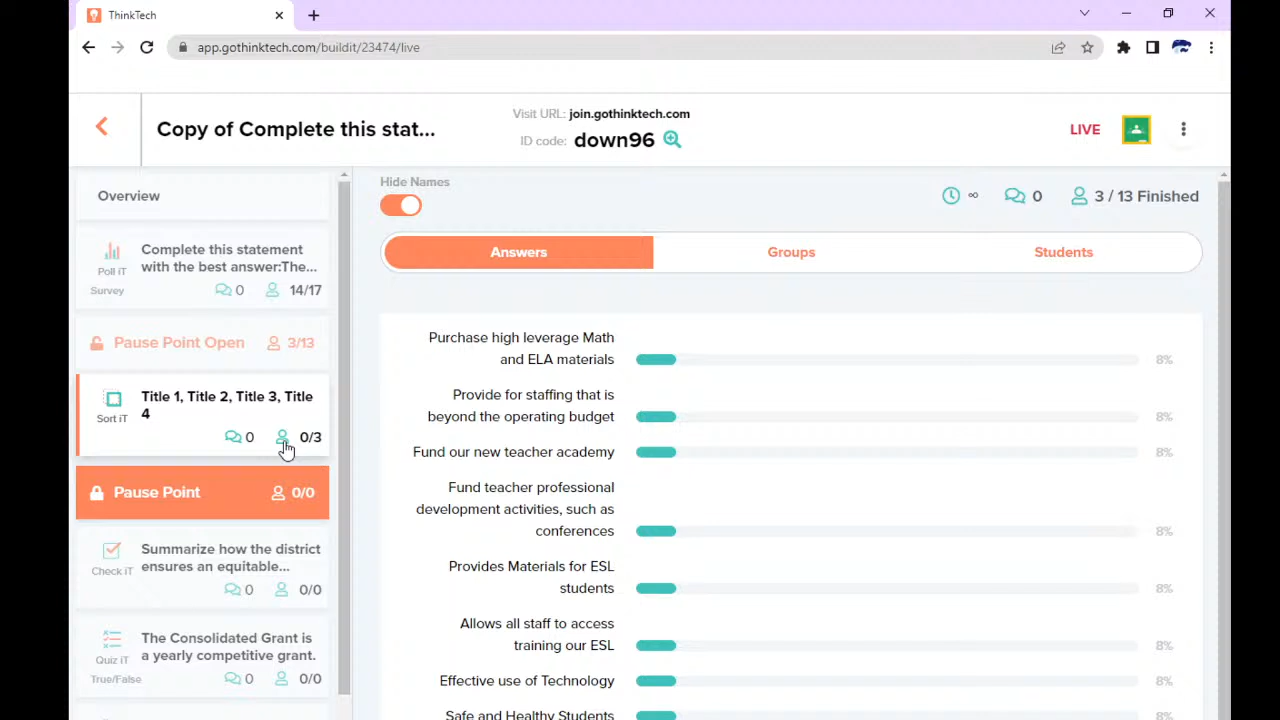 ThinkTech
app.gothinktech.com/buildit/23474/live
Copy of Complete this stat...
Visit URL: join.gothinktech.com
ID code: down96
LIVE
Overview
Complete this statement
with the best answer:The...
Poll iT
Survey
0
14/17
Pause Point Open
3/13
Title 1, Title 2, Title 3, Title
4
Sort iT
0
0/3
Pause Point
0/0
Summarize how the district
ensures an equitable...
Check iT
0
0/0
The Consolidated Grant is
a yearly competitive grant.
Quiz iT
True/False
0
0/0
Hide Names
∞
0
3 / 13 Finished
Answers
Groups
Students
Purchase high leverage Math
and ELA materials
8%
Provide for staffing that is
beyond the operating budget
8%
Fund our new teacher academy
8%
Fund teacher professional
development activities, such as
conferences
8%
Provides Materials for ESL
students
8%
Allows all staff to access
training our ESL
8%
Effective use of Technology
8%
Safe and Healthy Students
8%